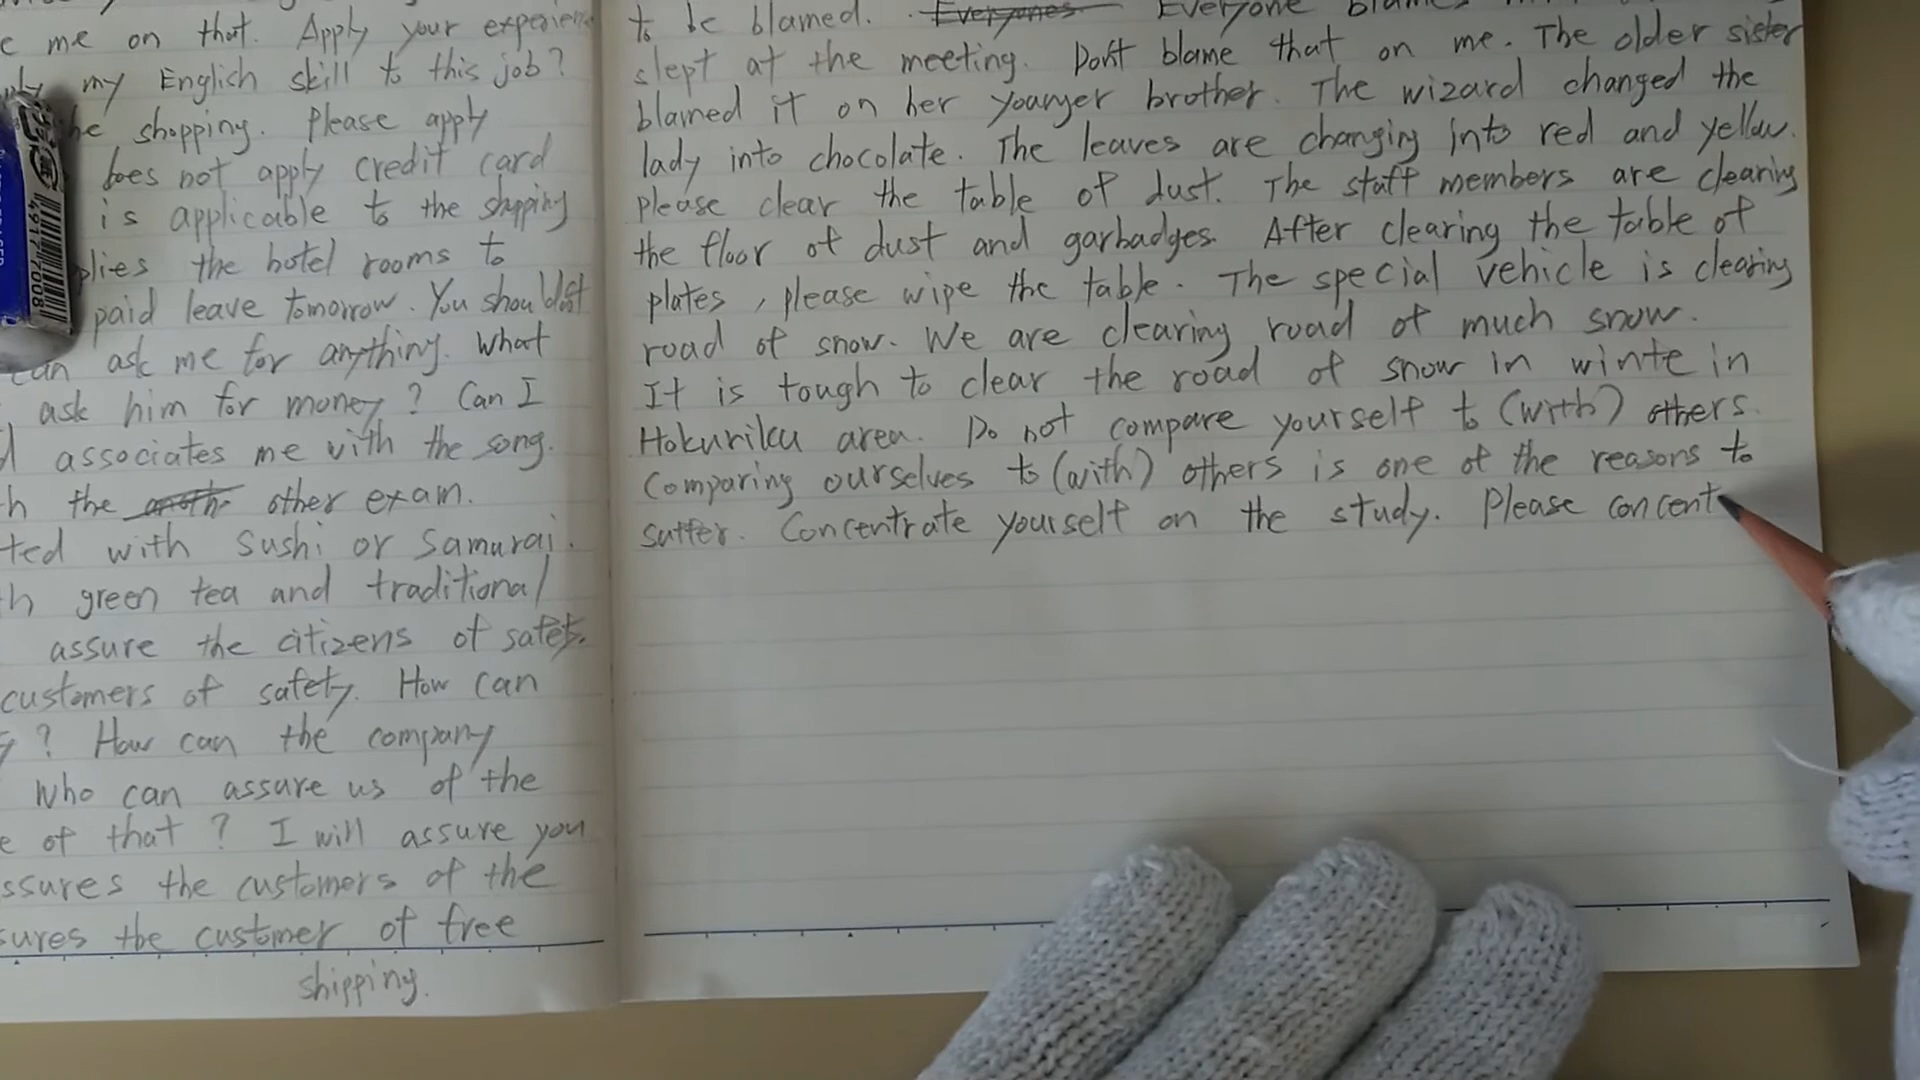 me on that. Apply your experien
my English skill to this job?
he shopping. Please apply
does not apply credit card
is applicable to the shipping
plies the hotel rooms to
paid leave tomorrow. You shouldst
can ask me for anything. What
ask him for money? Can I
associates me with the song.
h the other exam.
ted with sushi or samurai.
h green tea and traditional
assure the citizens of safety.
customers of safety. How can
y? How can the company
Who can assure us of the
e of that? I will assure you
ssures the customers of the
sures the customer of free
shipping.
to be blamed. Everyones Everyone blames
slept at the meeting. Don't blame that on me. The older sister
blamed it on her younger brother. The wizard changed the
lady into chocolate. The leaves are changing into red and yellow.
please clear the table of dust. The staff members are clearing
the floor of dust and garbadges. After clearing the table of
plates, please wipe the table. The special vehicle is clearing
road of snow. We are clearing road of much snow.
It is tough to clear the road of snow in winte in
Hokuriku area. Do not compare yourself to (with) others.
Comparing ourselves to (with) others is one of the reasons to
suffer. Concentrate yourself on the study. Please concent
4917 7008